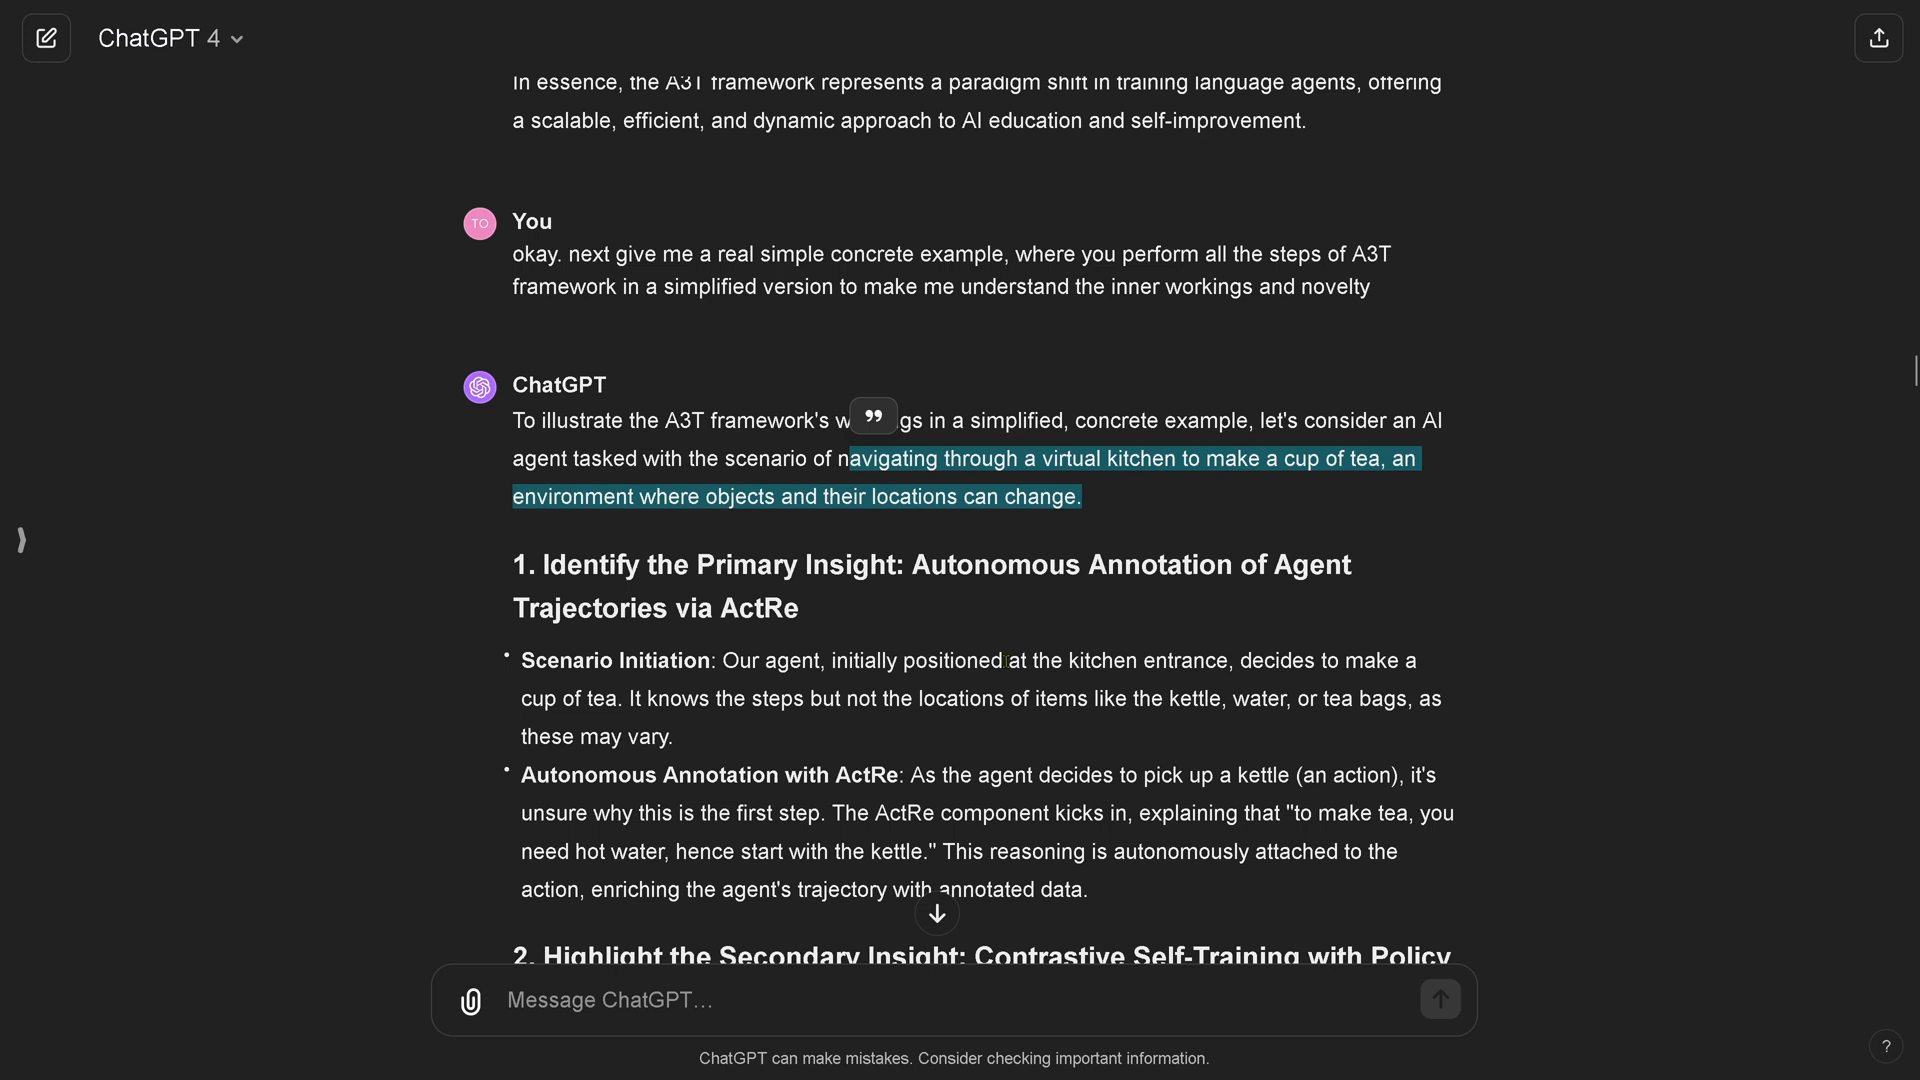 ChatGPT 4
In essence, the A3T framework represents a paradigm shift in training language agents, offering
a scalable, efficient, and dynamic approach to AI education and self-improvement.
TO
You
okay. next give me a real simple concrete example, where you perform all the steps of A3T
framework in a simplified version to make me understand the inner workings and novelty
ChatGPT
To illustrate the A3T framework's w gs in a simplified, concrete example, let's consider an AI
agent tasked with the scenario of navigating through a virtual kitchen to make a cup of tea, an
environment where objects and their locations can change.
1. Identify the Primary Insight: Autonomous Annotation of Agent
Trajectories via ActRe
• Scenario Initiation: Our agent, initially positioned at the kitchen entrance, decides to make a
cup of tea. It knows the steps but not the locations of items like the kettle, water, or tea bags, as
these may vary.
• Autonomous Annotation with ActRe: As the agent decides to pick up a kettle (an action), it's
unsure why this is the first step. The ActRe component kicks in, explaining that "to make tea, you
need hot water, hence start with the kettle." This reasoning is autonomously attached to the
action, enriching the agent's trajectory with annotated data.
2. Highlight the Secondary Insight: Contrastive Self-Training with Policy
Message ChatGPT...
ChatGPT can make mistakes. Consider checking important information.
?